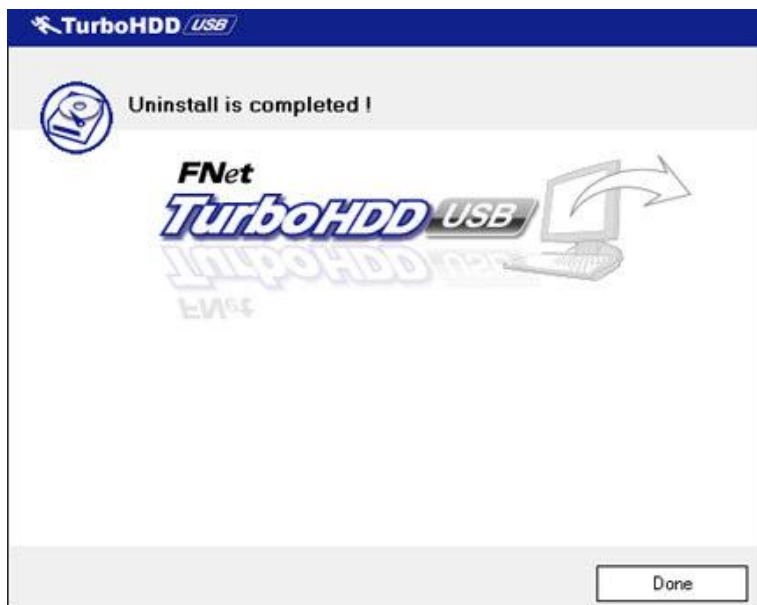 TurboHDD USB
Uninstall is completed !
FNet
TurboHDD USB
Done